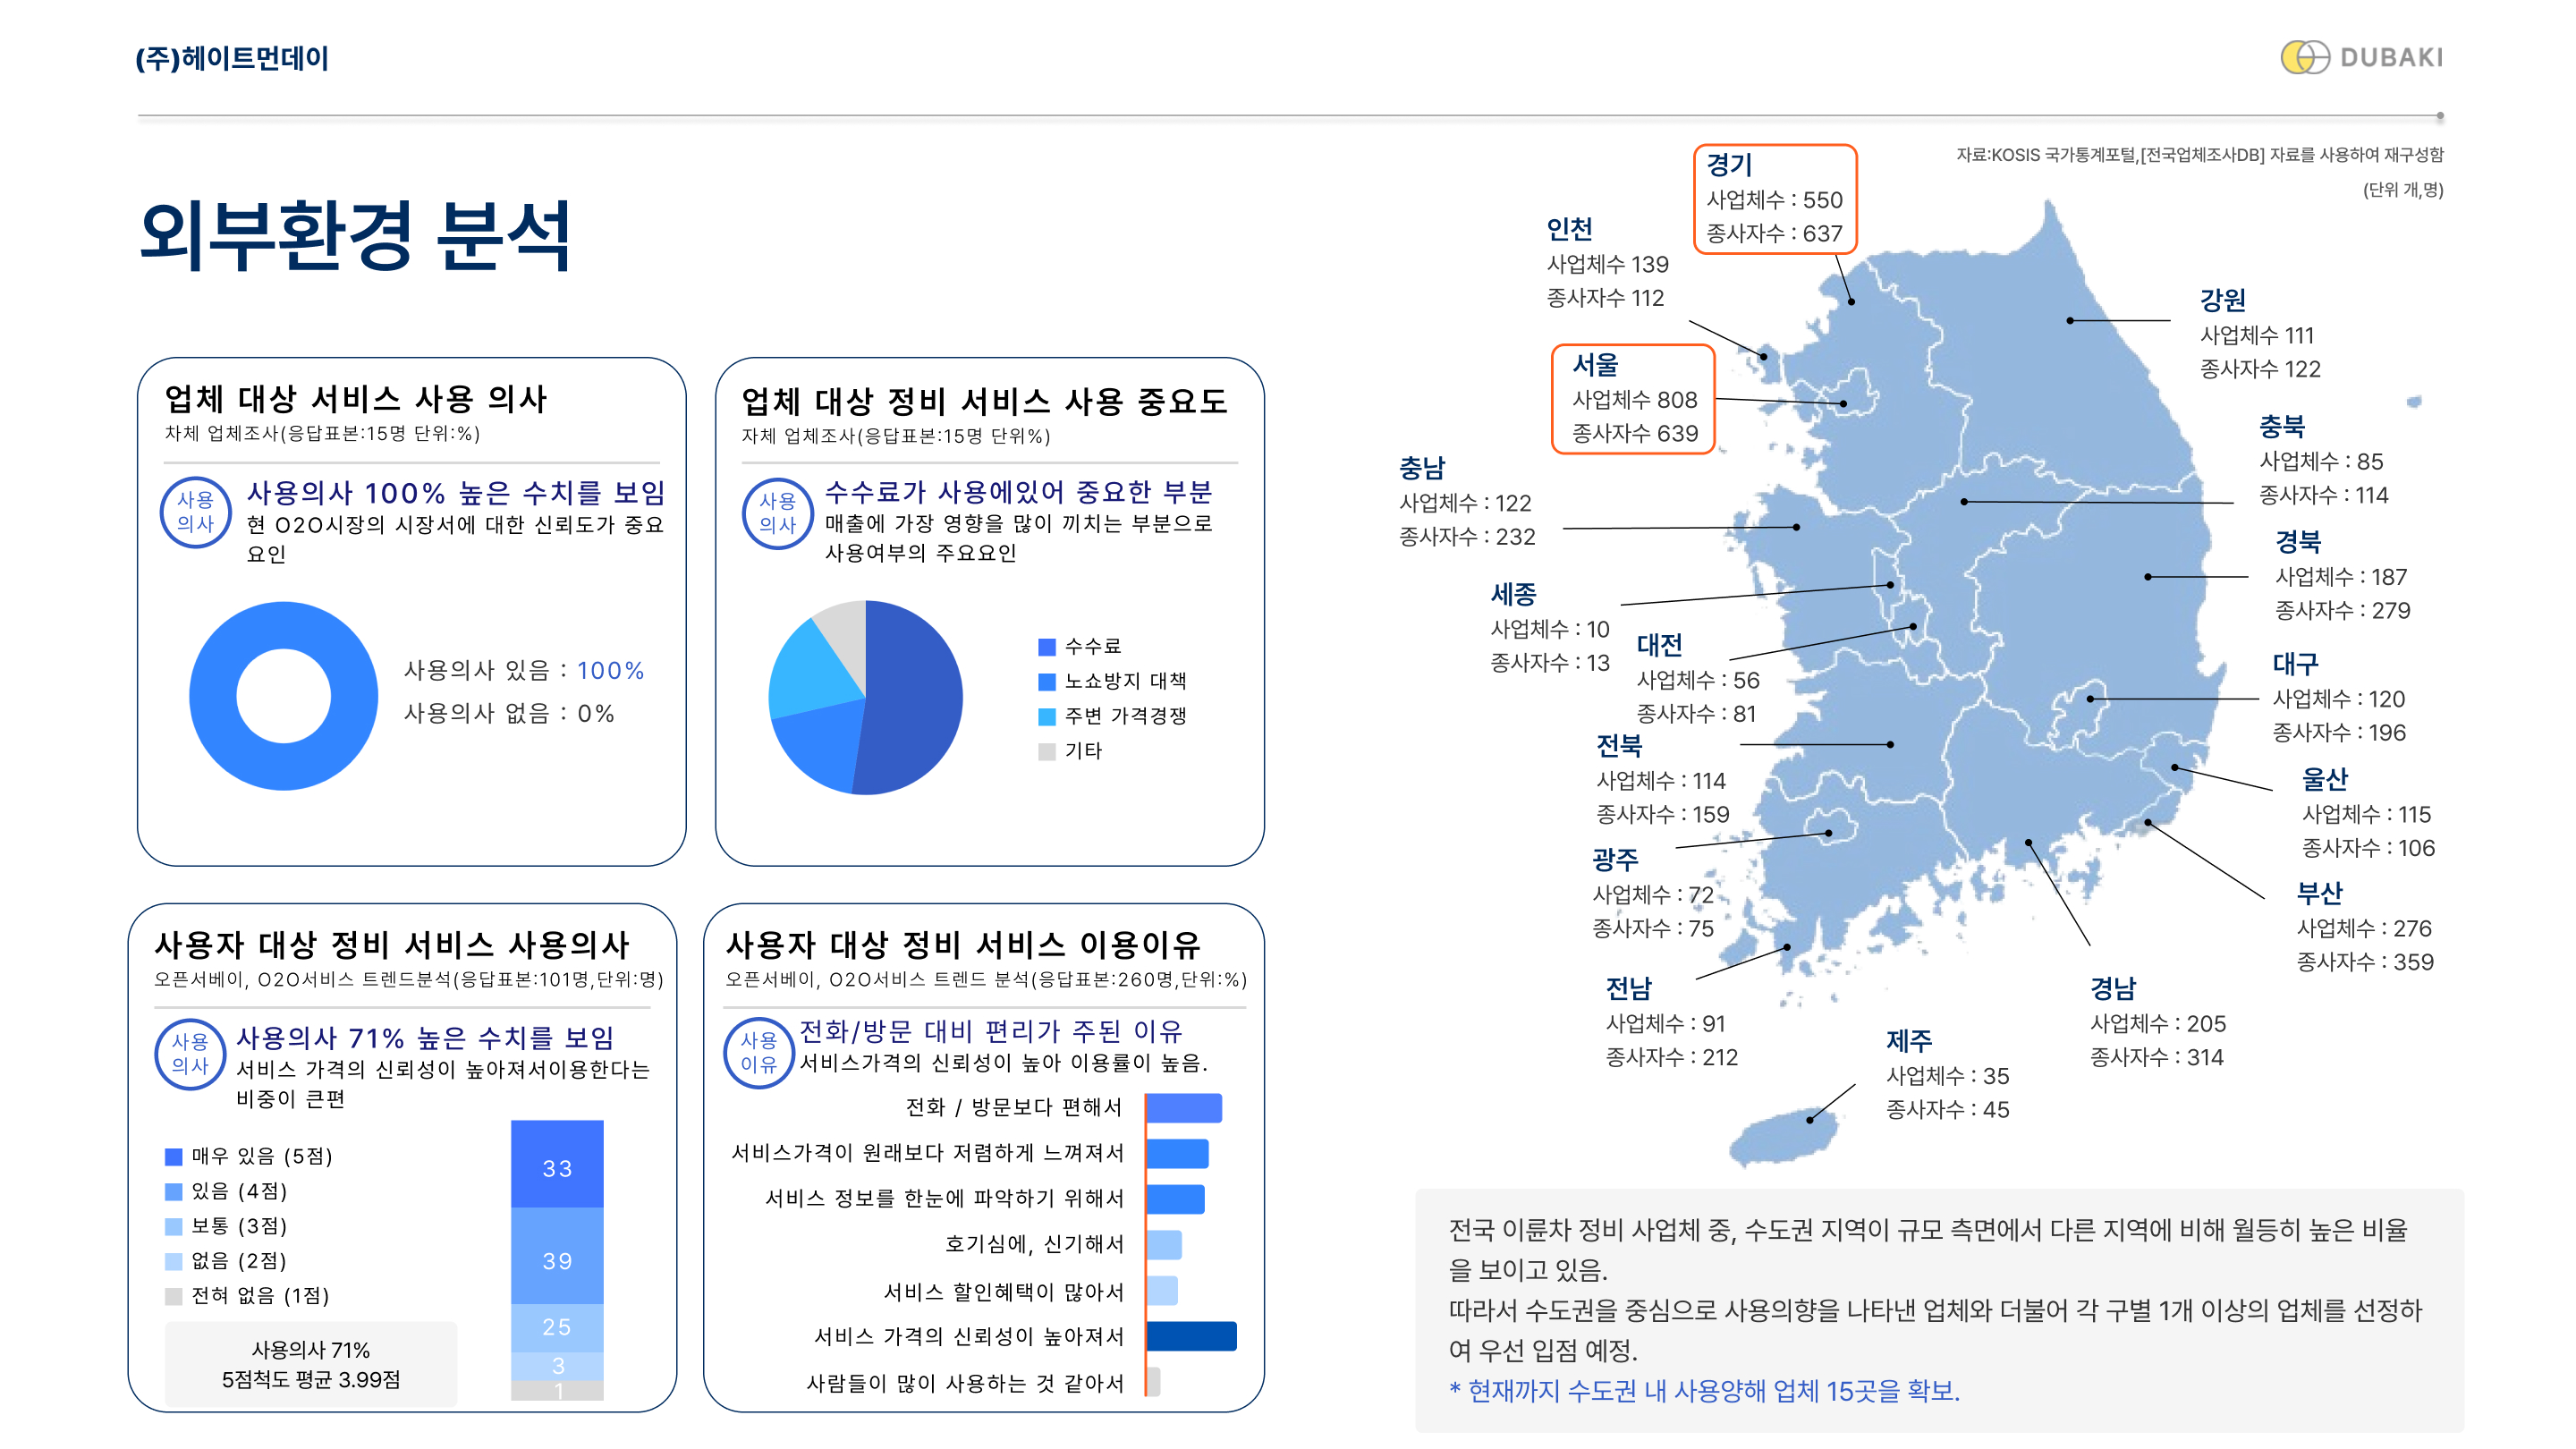 (주)헤이트먼데이
DUBAKI
외부환경 분석
업체 대상 서비스 사용 의사
차체 업체조사(응답표본:15명 단위:%)
사용
의사
사용의사 100% 높은 수치를 보임
현 O2O시장의 시장서에 대한 신뢰도가 중요
요인
사용의사 있음 : 100%
사용의사 없음 : 0%
업체 대상 정비 서비스 사용 중요도
자체 업체조사(응답표본:15명 단위%)
사용
의사
수수료가 사용에있어 중요한 부분
매출에 가장 영향을 많이 끼치는 부분으로
사용여부의 주요요인
수수료
노쇼방지 대책
주변 가격경쟁
기타
사용자 대상 정비 서비스 사용의사
오픈서베이, O2O서비스 트렌드분석(응답표본:101명,단위:명)
사용
의사
사용의사 71% 높은 수치를 보임
서비스 가격의 신뢰성이 높아져서이용한다는
비중이 큰편
매우 있음 (5점)
있음 (4점)
보통 (3점)
없음 (2점)
전혀 없음 (1점)
사용의사 71%
5점척도 평균 3.99점
33
39
25
3
1
사용자 대상 정비 서비스 이용이유
오픈서베이, O2O서비스 트렌드 분석(응답표본:260명,단위:%)
사용
이유
전화/방문 대비 편리가 주된 이유
서비스가격의 신뢰성이 높아 이용률이 높음.
전화 / 방문보다 편해서
서비스가격이 원래보다 저렴하게 느껴져서
서비스 정보를 한눈에 파악하기 위해서
호기심에, 신기해서
서비스 할인혜택이 많아서
서비스 가격의 신뢰성이 높아져서
사람들이 많이 사용하는 것 같아서
자료:KOSIS 국가통계포털,[전국업체조사DB] 자료를 사용하여 재구성함
(단위 개,명)
경기
사업체수 : 550
종사자수 : 637
인천
사업체수 139
종사자수 112
강원
사업체수 111
종사자수 122
서울
사업체수 808
종사자수 639
충북
사업체수 : 85
종사자수 : 114
충남
사업체수 : 122
종사자수 : 232
경북
사업체수 : 187
종사자수 : 279
세종
사업체수 : 10
종사자수 : 13
대전
사업체수 : 56
종사자수 : 81
대구
사업체수 : 120
종사자수 : 196
전북
사업체수 : 114
종사자수 : 159
울산
사업체수 : 115
종사자수 : 106
광주
사업체수 : 72
종사자수 : 75
부산
사업체수 : 276
종사자수 : 359
전남
사업체수 : 91
종사자수 : 212
경남
사업체수 : 205
종사자수 : 314
제주
사업체수 : 35
종사자수 : 45
전국 이륜차 정비 사업체 중, 수도권 지역이 규모 측면에서 다른 지역에 비해 월등히 높은 비율
을 보이고 있음.
따라서 수도권을 중심으로 사용의향을 나타낸 업체와 더불어 각 구별 1개 이상의 업체를 선정하
여 우선 입점 예정.
* 현재까지 수도권 내 사용양해 업체 15곳을 확보.